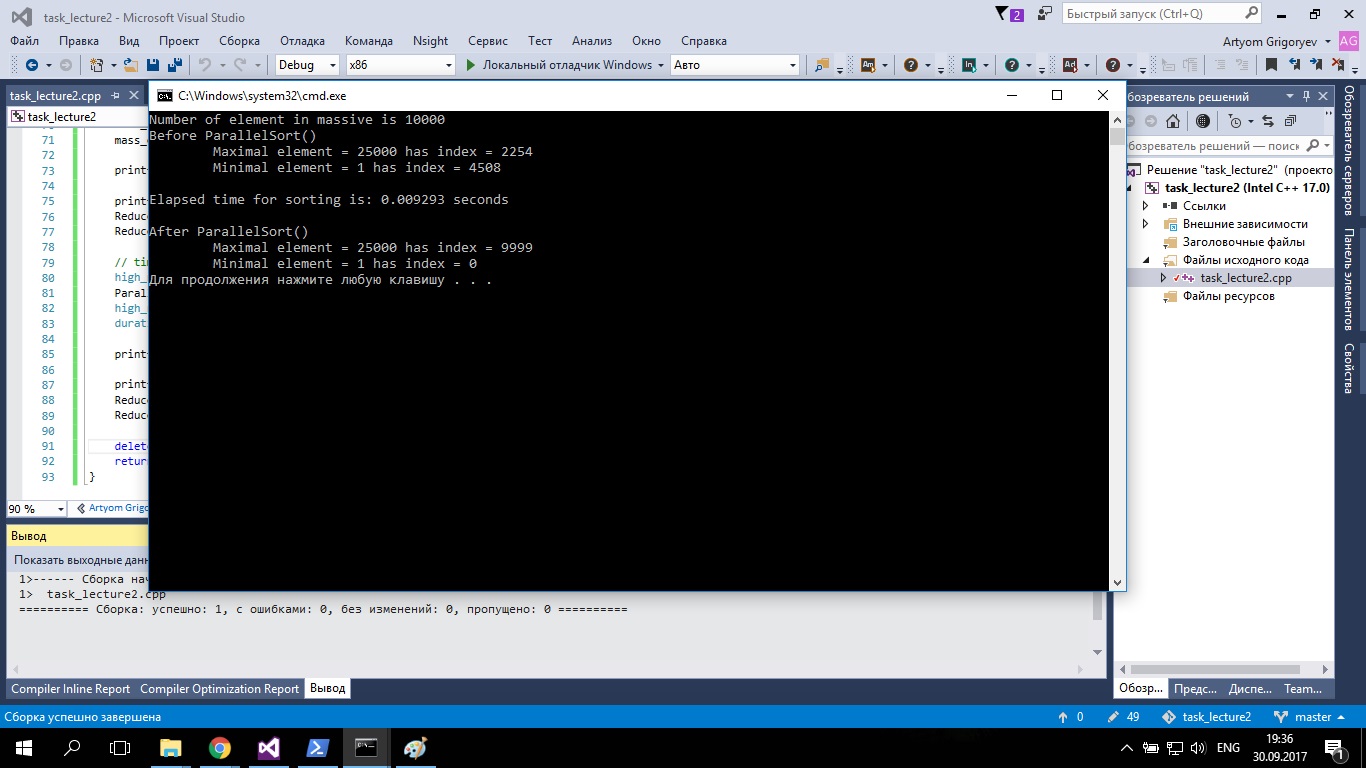 task_lecture2 - Microsoft Visual Studio
2
Быстрый запуск (Ctrl+Q)
Файл Правка Вид Проект Сборка Отладка Команда Nsight Сервис Тест Анализ Окно Справка
Artyom Grigoryev
AG
Debug
x86
Локальный отладчик Windows
Авто
task_lecture2.cpp
task_lecture2
71 mass_
72
73 print
74
75 print
76 Reduc
77 Reduc
78
79 // tim
80 high_
81 Paral
82 high_
83 durat
84
85 print
86
87 print
88 Reduc
89 Reduc
90
91 delete
92 return
93 }
90 %
Artyom Grigo
C:\Windows\system32\cmd.exe
Number of element in massive is 10000
Before ParallelSort()
Maximal element = 25000 has index = 2254
Minimal element = 1 has index = 4508
Elapsed time for sorting is: 0.009293 seconds
After ParallelSort()
Maximal element = 25000 has index = 9999
Minimal element = 1 has index = 0
Для продолжения нажмите любую клавишу . . .
бозреватель решений
бозреватель решений — поиск
Решение "task_lecture2" (проекто
task_lecture2 (Intel C++ 17.0)
Ссылки
Внешние зависимости
Заголовочные файлы
Файлы исходного кода
task_lecture2.cpp
Файлы ресурсов
Обозреватель серверов
Панель элементов
Свойства
Вывод
Показать выходные данн
1>------ Сборка нач
1> task_lecture2.cpp
========== Сборка: успешно: 1, с ошибками: 0, без изменений: 0, пропущено: 0 ==========
Compiler Inline Report Compiler Optimization Report Вывод
Обозр... Предс... Диспе... Team...
Сборка успешно завершена
0 49 task_lecture2 master
ENG
19:36
30.09.2017
1